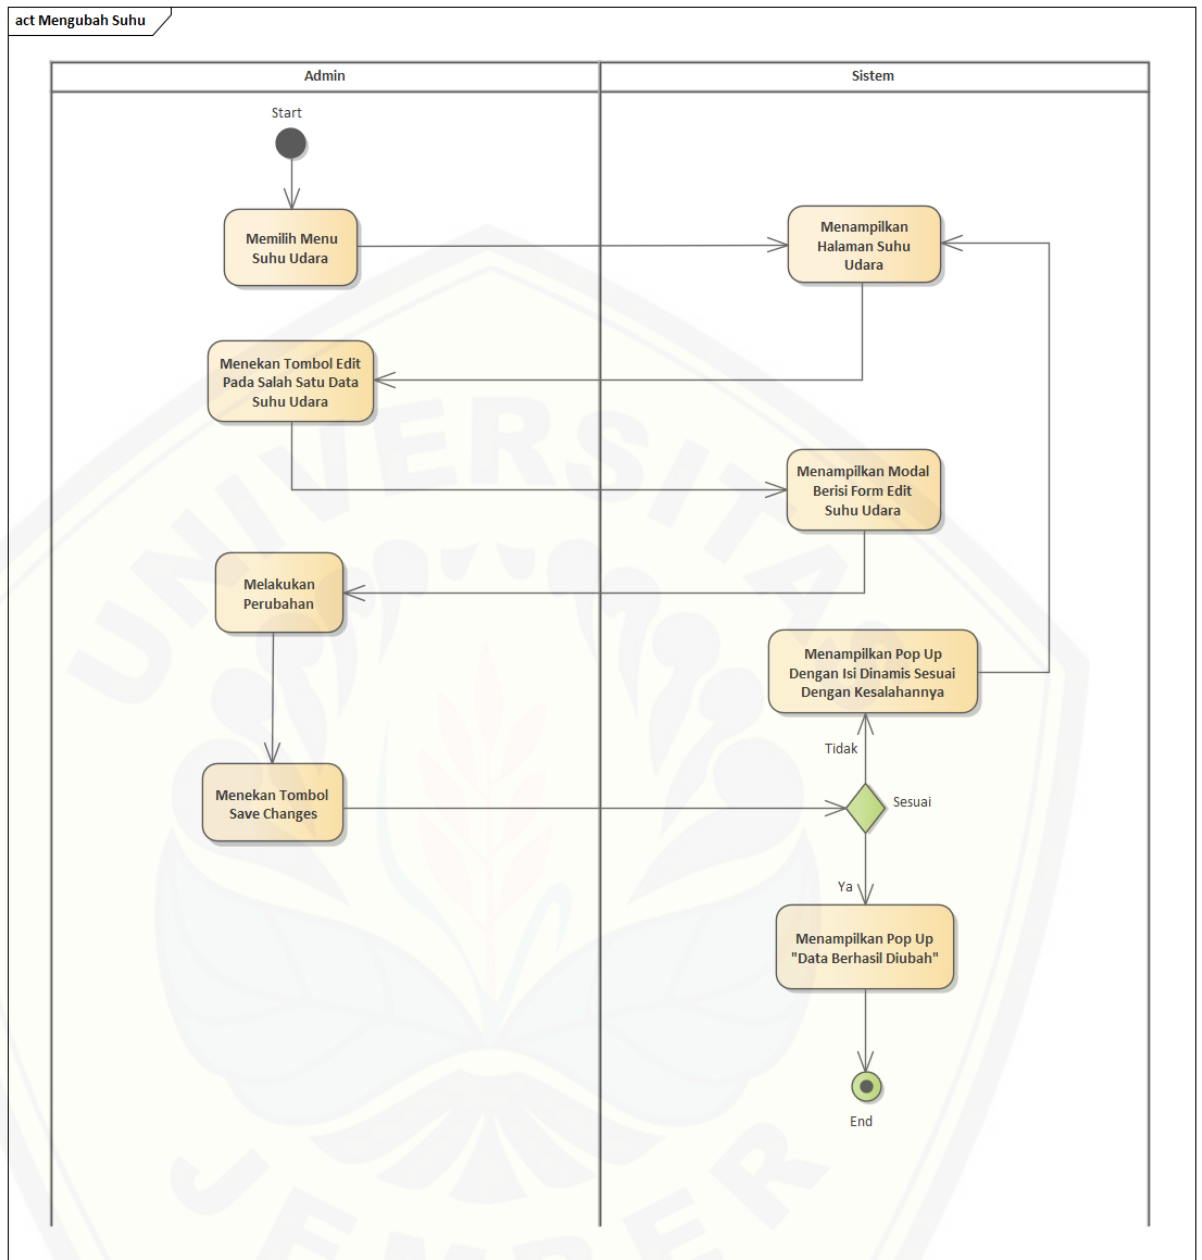 act Mengubah Suhu
Admin
Sistem
Start
Memilih Menu
Suhu Udara
Menampilkan
Halaman Suhu
Udara
Menekan Tombol Edit
Pada Salah Satu Data
Suhu Udara
Menampilkan Modal
Berisi Form Edit
Suhu Udara
Melakukan
Perubahan
Menampilkan Pop Up
Dengan Isi Dinamis Sesuai
Dengan Kesalahannya
Tidak
Menekan Tombol
Save Changes
Sesuai
Ya
Menampilkan Pop Up
"Data Berhasil Diubah"
End
UNIVERSITAS
JEMBER